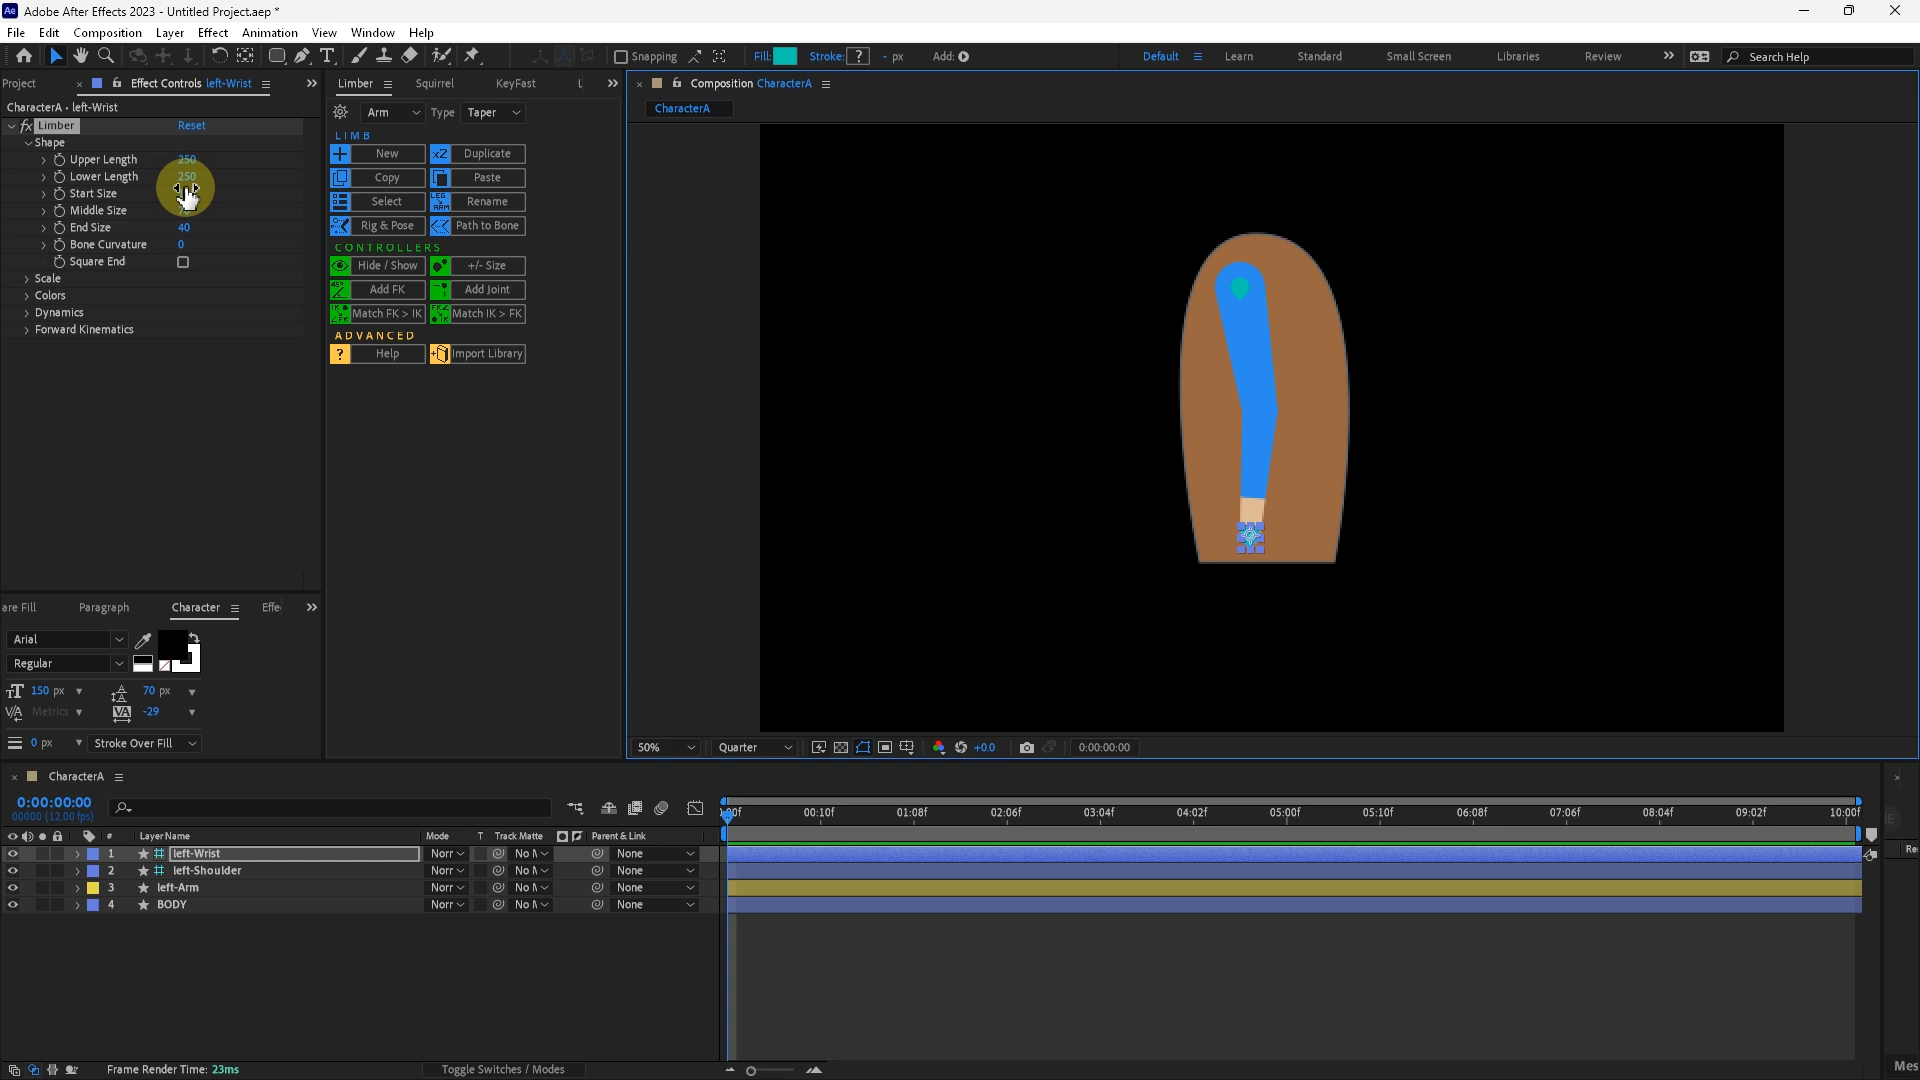 Adobe After Effects 2023 - Untitled Project.aep *
File Edit Composition Layer Effect Animation View Window Help
Snapping Fill: Stroke: ? - px Add: Default Learn Standard Small Screen Libraries Review Search Help
Project Effect Controls left-Wrist
CharacterA • left-Wrist
fx Limber Reset
Shape
Upper Length 250
Lower Length 250
Start Size
Middle Size
End Size 40
Bone Curvature 0
Square End
Scale
Colors
Dynamics
Forward Kinematics
Limber Squirrel KeyFast L
Arm Type Taper
LIMB
New x2 Duplicate
Copy Paste
Select LEG ARM Rename
Rig & Pose Path to Bone
CONTROLLERS
Hide / Show +/- Size
45° Add FK Add Joint
Match FK > IK Match IK > FK
ADVANCED
? Help Import Library
Composition CharacterA
CharacterA
50% Quarter +0.0 0:00:00:00
are Fill Paragraph Character Effe
Arial
Regular
150 px 70 px
Metrics -29
0 px Stroke Over Fill
CharacterA
0:00:00:00
00000 (12.00 fps)
00f 00:10f 01:08f 02:06f 03:04f 04:02f 05:00f 05:10f 06:08f 07:06f 08:04f 09:02f 10:00f
# Layer Name Mode T Track Matte Parent & Link
1 left-Wrist Norr No M None
2 left-Shoulder Norr No M None
3 left-Arm Norr No M None
4 BODY Norr No M None
Frame Render Time: 23ms Toggle Switches / Modes
Re
Mes